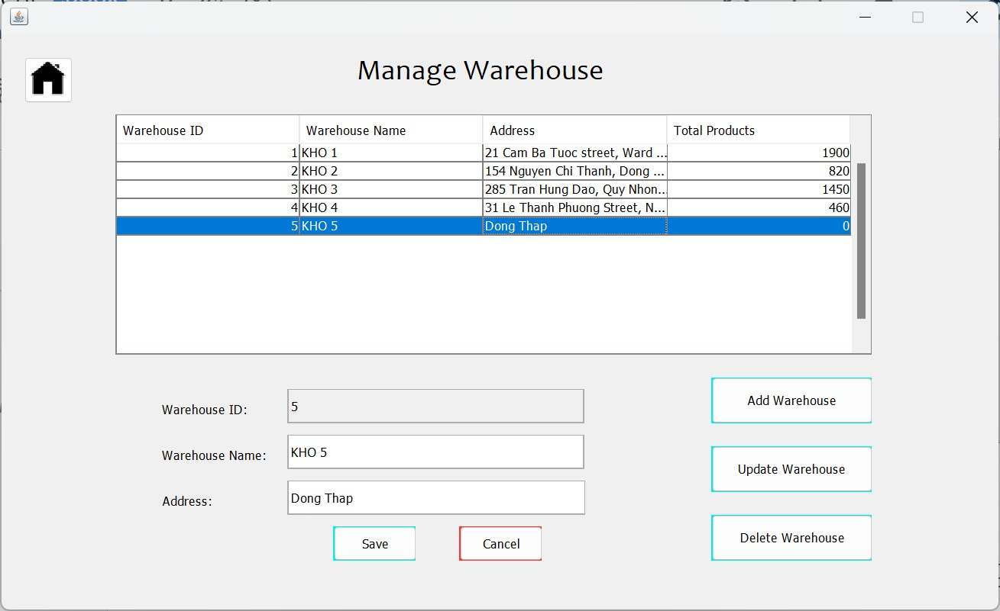 Manage Warehouse
Warehouse ID Warehouse Name Address Total Products
1 KHO 1 21 Cam Ba Tuoc street, Ward ... 1900
2 KHO 2 154 Nguyen Chi Thanh, Dong ... 820
3 KHO 3 285 Tran Hung Dao, Quy Nhon... 1450
4 KHO 4 31 Le Thanh Phuong Street, N... 460
5 KHO 5 Dong Thap 0
Warehouse ID: 5
Warehouse Name: KHO 5
Address: Dong Thap
Save Cancel
Add Warehouse
Update Warehouse
Delete Warehouse